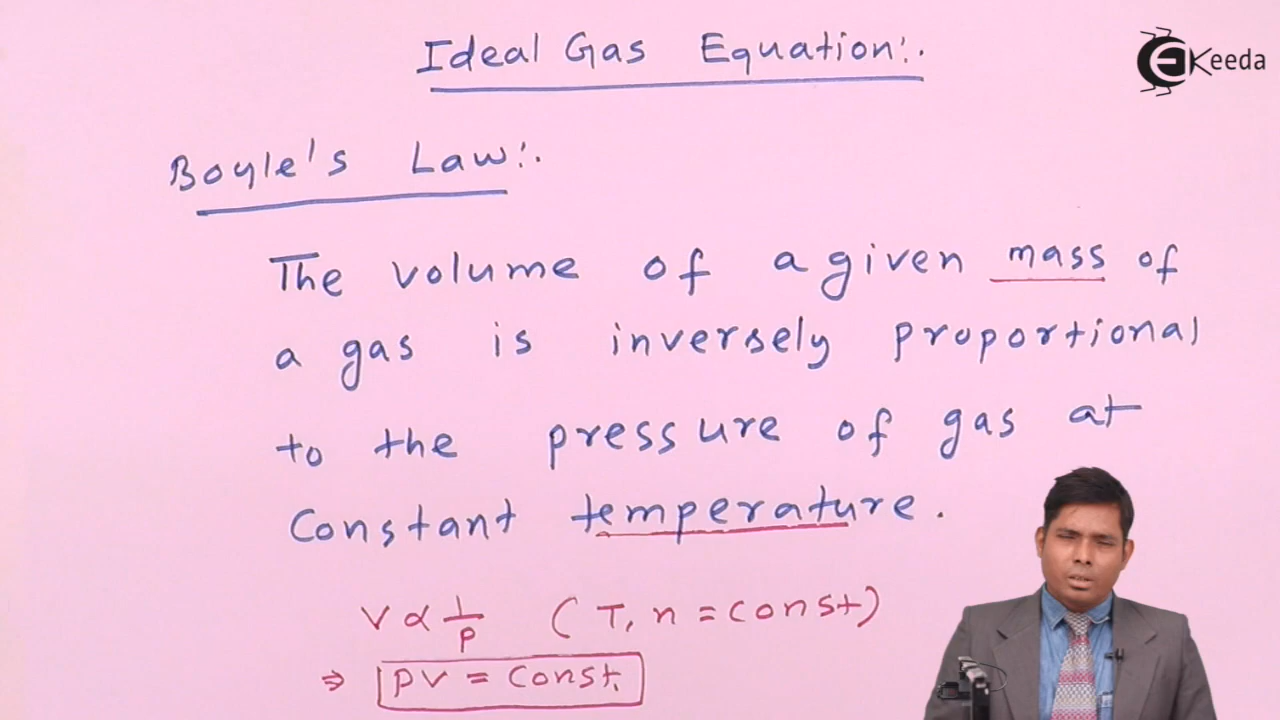 Ideal Gas Equation:.
EKeeda
Boyle's Law:.
The volume of a given mass of
a gas is inversely proportional
to the pressure of gas at
Constant temperature.
V ∝ 1/P (T, n = const)
⇒ PV = Const.